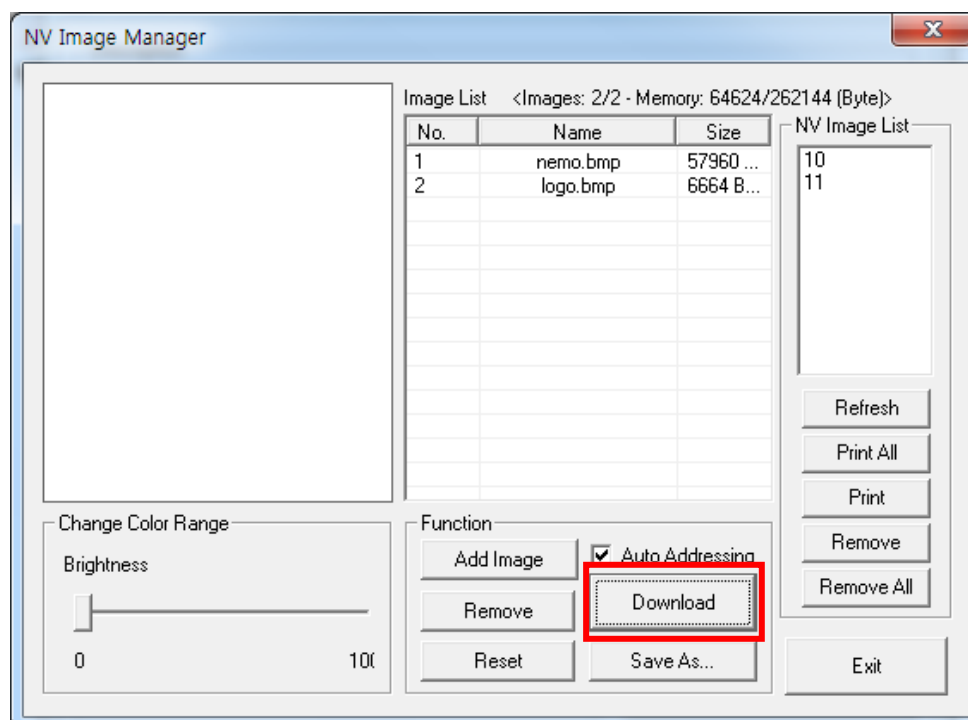 NV Image Manager
Image List <Images: 2/2 - Memory: 64624/262144 (Byte)>
No. Name Size
1 nemo.bmp 57960 ...
2 logo.bmp 6664 B...
NV Image List
10
11
Refresh
Print All
Print
Remove
Remove All
Change Color Range
Brightness
0 100
Function
Add Image
Auto Addressing
Remove
Download
Reset
Save As...
Exit